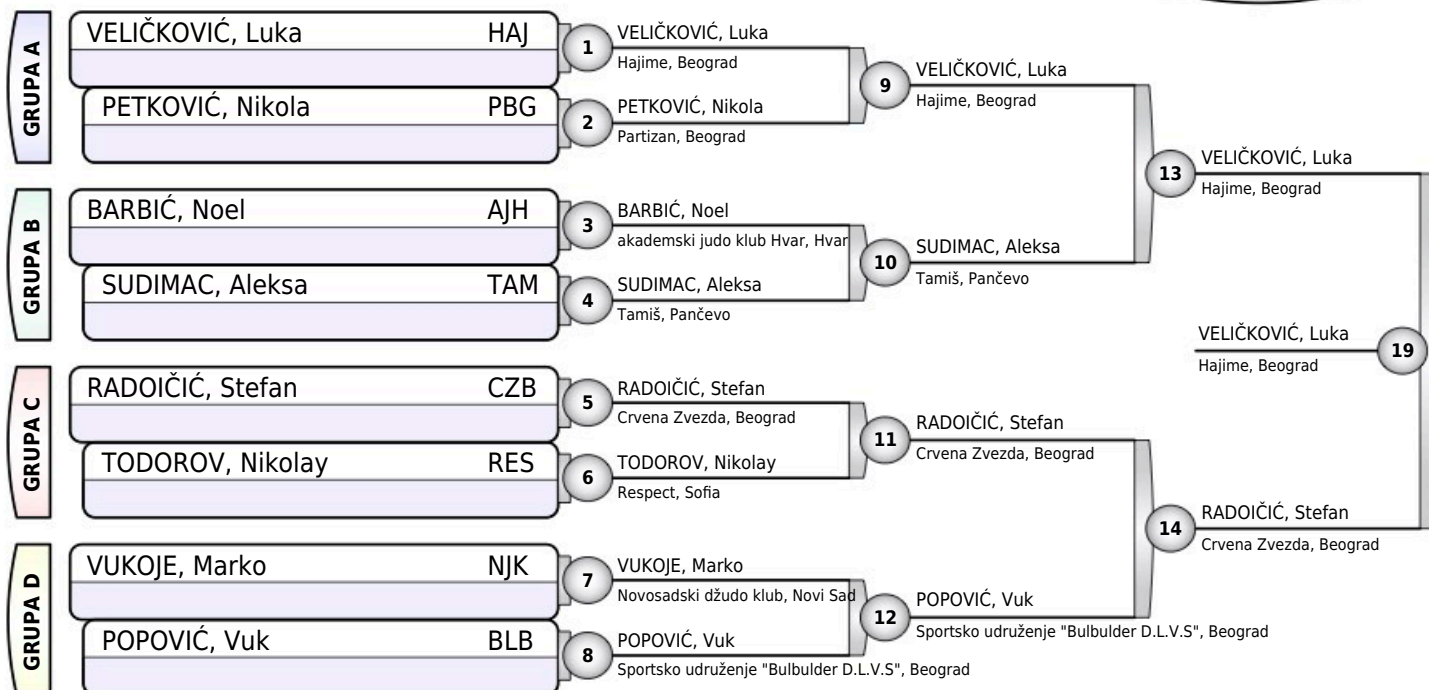 GRUPA A
VELIČKOVIĆ, Luka HAJ
PETKOVIĆ, Nikola PBG
1
VELIČKOVIĆ, Luka
Hajime, Beograd
2
PETKOVIĆ, Nikola
Partizan, Beograd
9
VELIČKOVIĆ, Luka
Hajime, Beograd
GRUPA B
BARBIĆ, Noel AJH
SUDIMAC, Aleksa TAM
3
BARBIĆ, Noel
akademski judo klub Hvar, Hvar
4
SUDIMAC, Aleksa
Tamiš, Pančevo
10
SUDIMAC, Aleksa
Tamiš, Pančevo
13
VELIČKOVIĆ, Luka
Hajime, Beograd
GRUPA C
RADOIČIĆ, Stefan CZB
TODOROV, Nikolay RES
5
RADOIČIĆ, Stefan
Crvena Zvezda, Beograd
6
TODOROV, Nikolay
Respect, Sofia
11
RADOIČIĆ, Stefan
Crvena Zvezda, Beograd
GRUPA D
VUKOJE, Marko NJK
POPOVIĆ, Vuk BLB
7
VUKOJE, Marko
Novosadski džudo klub, Novi Sad
8
POPOVIĆ, Vuk
Sportsko udruženje "Bulbulder D.L.V.S", Beograd
12
POPOVIĆ, Vuk
Sportsko udruženje "Bulbulder D.L.V.S", Beograd
14
RADOIČIĆ, Stefan
Crvena Zvezda, Beograd
VELIČKOVIĆ, Luka
Hajime, Beograd
19